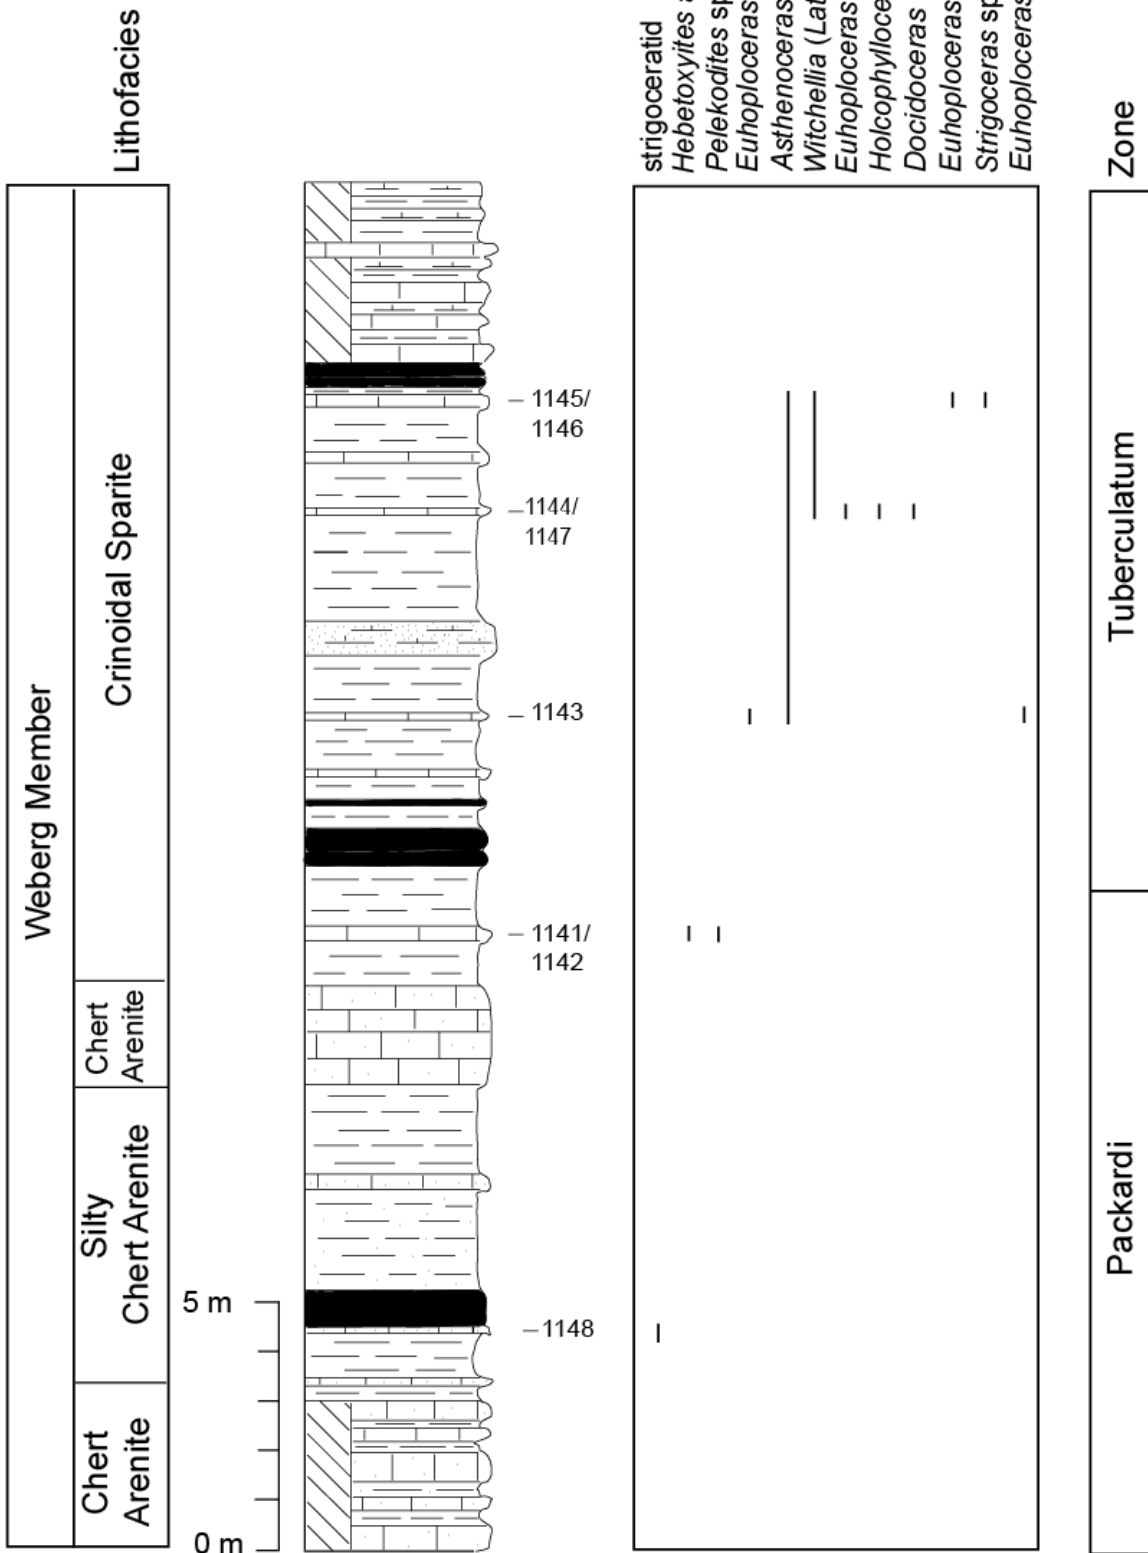 Lithofacies
strigoceratid
Hebetoxyites
Pelekodites sp
Euhoploceras
Asthenoceras
Witchellia (Lat
Euhoploceras
Holcophylloce
Docidoceras
Euhoploceras
Strigoceras sp
Euhoploceras
Zone
Weberg Member
Crinoidal Sparite
Chert
Arenite
Silty
Chert Arenite
Chert
Arenite
5 m
0 m
1145/
1146
1144/
1147
1143
1141/
1142
1148
Tuberculatum
Packardi